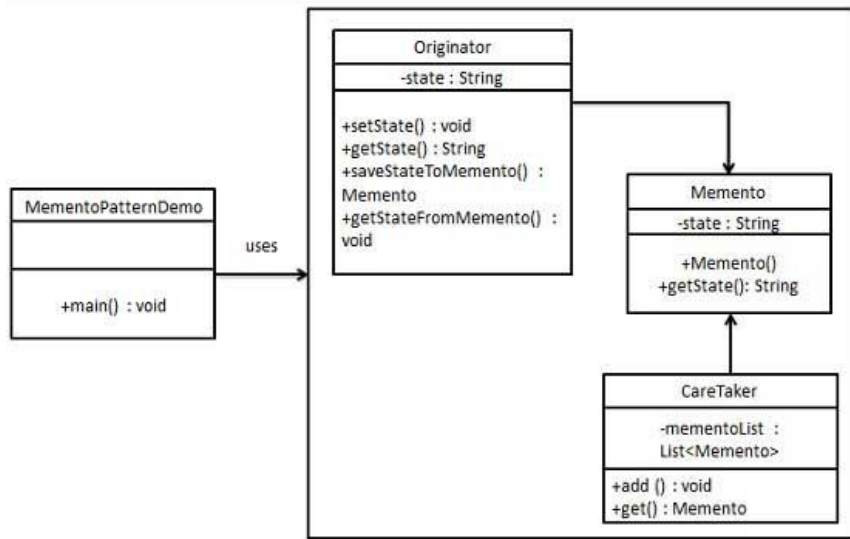 MementoPatternDemo
+main() : void
uses
Originator
-state : String
+setState() : void
+getState() : String
+saveStateToMemento() :
Memento
+getStateFromMemento() :
void
Memento
-state : String
+Memento()
+getState(): String
CareTaker
-mementoList :
List<Memento>
+add () : void
+get() : Memento